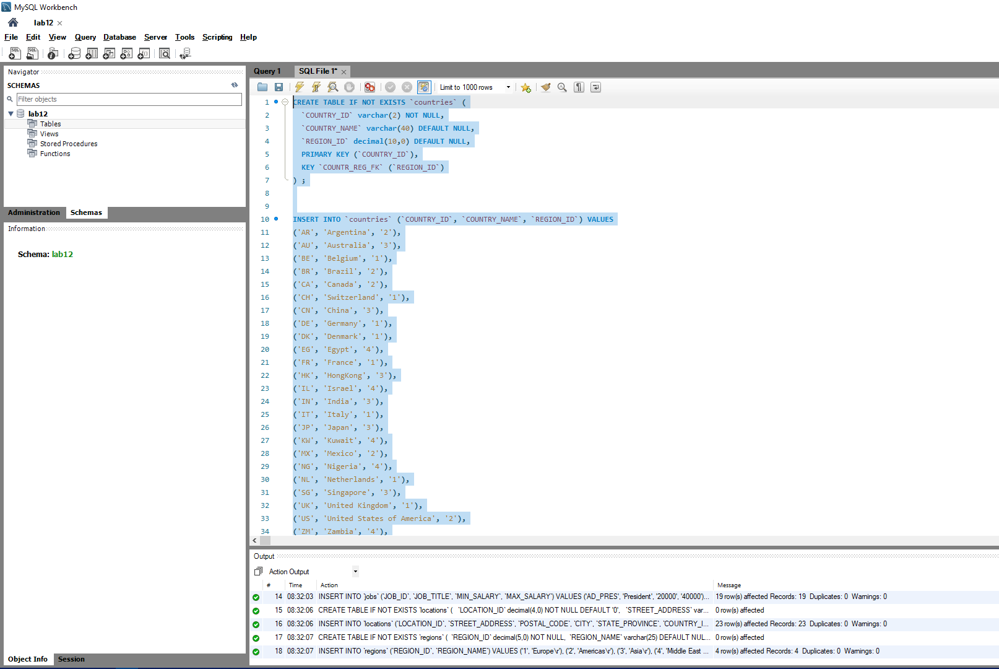 MySQL Workbench
lab12
File Edit View Query Database Server Tools Scripting Help
Navigator
SCHEMAS
Filter objects
lab12
Tables
Views
Stored Procedures
Functions
Administration Schemas
Information
Schema: lab12
Object Info Session
Query 1 SQL File 1*
Limit to 1000 rows
1 CREATE TABLE IF NOT EXISTS `countries` (
2 `COUNTRY_ID` varchar(2) NOT NULL,
3 `COUNTRY_NAME` varchar(40) DEFAULT NULL,
4 `REGION_ID` decimal(10,0) DEFAULT NULL,
5 PRIMARY KEY (`COUNTRY_ID`),
6 KEY `COUNTR_REG_FK` (`REGION_ID`)
7 ) ;
8
9
10 INSERT INTO `countries` (`COUNTRY_ID`, `COUNTRY_NAME`, `REGION_ID`) VALUES
11 ('AR', 'Argentina', '2'),
12 ('AU', 'Australia', '3'),
13 ('BE', 'Belgium', '1'),
14 ('BR', 'Brazil', '2'),
15 ('CA', 'Canada', '2'),
16 ('CH', 'Switzerland', '1'),
17 ('CN', 'China', '3'),
18 ('DE', 'Germany', '1'),
19 ('DK', 'Denmark', '1'),
20 ('EG', 'Egypt', '4'),
21 ('FR', 'France', '1'),
22 ('HK', 'HongKong', '3'),
23 ('IL', 'Israel', '4'),
24 ('IN', 'India', '3'),
25 ('IT', 'Italy', '1'),
26 ('JP', 'Japan', '3'),
27 ('KW', 'Kuwait', '4'),
28 ('MX', 'Mexico', '2'),
29 ('NG', 'Nigeria', '4'),
30 ('NL', 'Netherlands', '1'),
31 ('SG', 'Singapore', '3'),
32 ('UK', 'United Kingdom', '1'),
33 ('US', 'United States of America', '2'),
34 ('ZM', 'Zambia', '4'),
Output
Action Output
# Time Action Message
14 08:32:03 INSERT INTO `jobs` (`JOB_ID`, `JOB_TITLE`, `MIN_SALARY`, `MAX_SALARY`) VALUES ('AD_PRES', 'President', '20000', '40000')... 19 row(s) affected Records: 19 Duplicates: 0 Warnings: 0
15 08:32:06 CREATE TABLE IF NOT EXISTS `locations` ( `LOCATION_ID` decimal(4,0) NOT NULL DEFAULT '0', `STREET_ADDRESS` var... 0 row(s) affected
16 08:32:06 INSERT INTO `locations` (`LOCATION_ID`, `STREET_ADDRESS`, `POSTAL_CODE`, `CITY`, `STATE_PROVINCE`, `COUNTRY_I... 23 row(s) affected Records: 23 Duplicates: 0 Warnings: 0
17 08:32:07 CREATE TABLE IF NOT EXISTS `regions` ( `REGION_ID` decimal(5,0) NOT NULL, `REGION_NAME` varchar(25) DEFAULT NUL... 0 row(s) affected
18 08:32:07 INSERT INTO `regions` (`REGION_ID`, `REGION_NAME`) VALUES ('1', 'Europe\r'), ('2', 'Americas\r'), ('3', 'Asia\r'), ('4', 'Middle East ... 4 row(s) affected Records: 4 Duplicates: 0 Warnings: 0